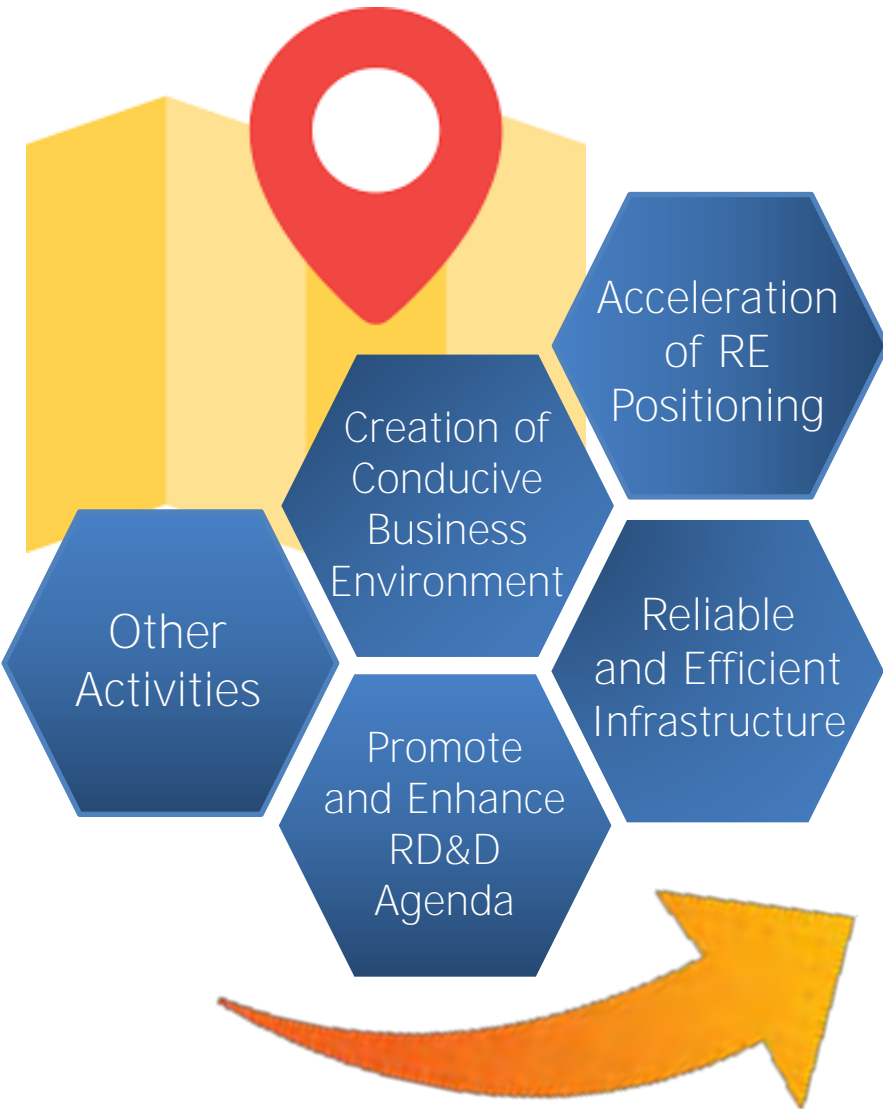 Acceleration
of RE
Positioning
Creation of
Conducive
Business
Environment
Reliable
and Efficient
Infrastructure
Other
Activities
Promote
and Enhance
RD&D
Agenda